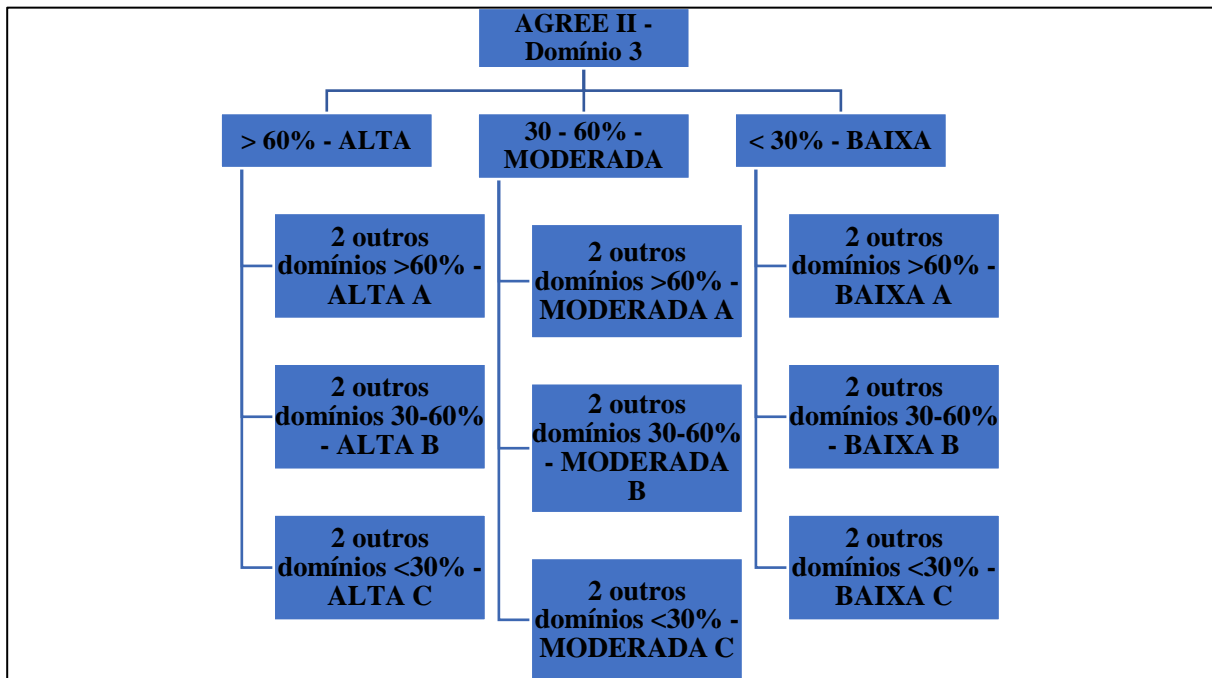 AGREE II -
Domínio 3
> 60% - ALTA
30 - 60% -
MODERADA
< 30% - BAIXA
2 outros
domínios >60% -
ALTA A
2 outros
domínios 30-60%
- ALTA B
2 outros
domínios <30% -
ALTA C
2 outros
domínios >60% -
MODERADA A
2 outros
domínios 30-60%
- MODERADA
B
2 outros
domínios <30% -
MODERADA C
2 outros
domínios >60% -
BAIXA A
2 outros
domínios 30-60%
- BAIXA B
2 outros
domínios <30% -
BAIXA C